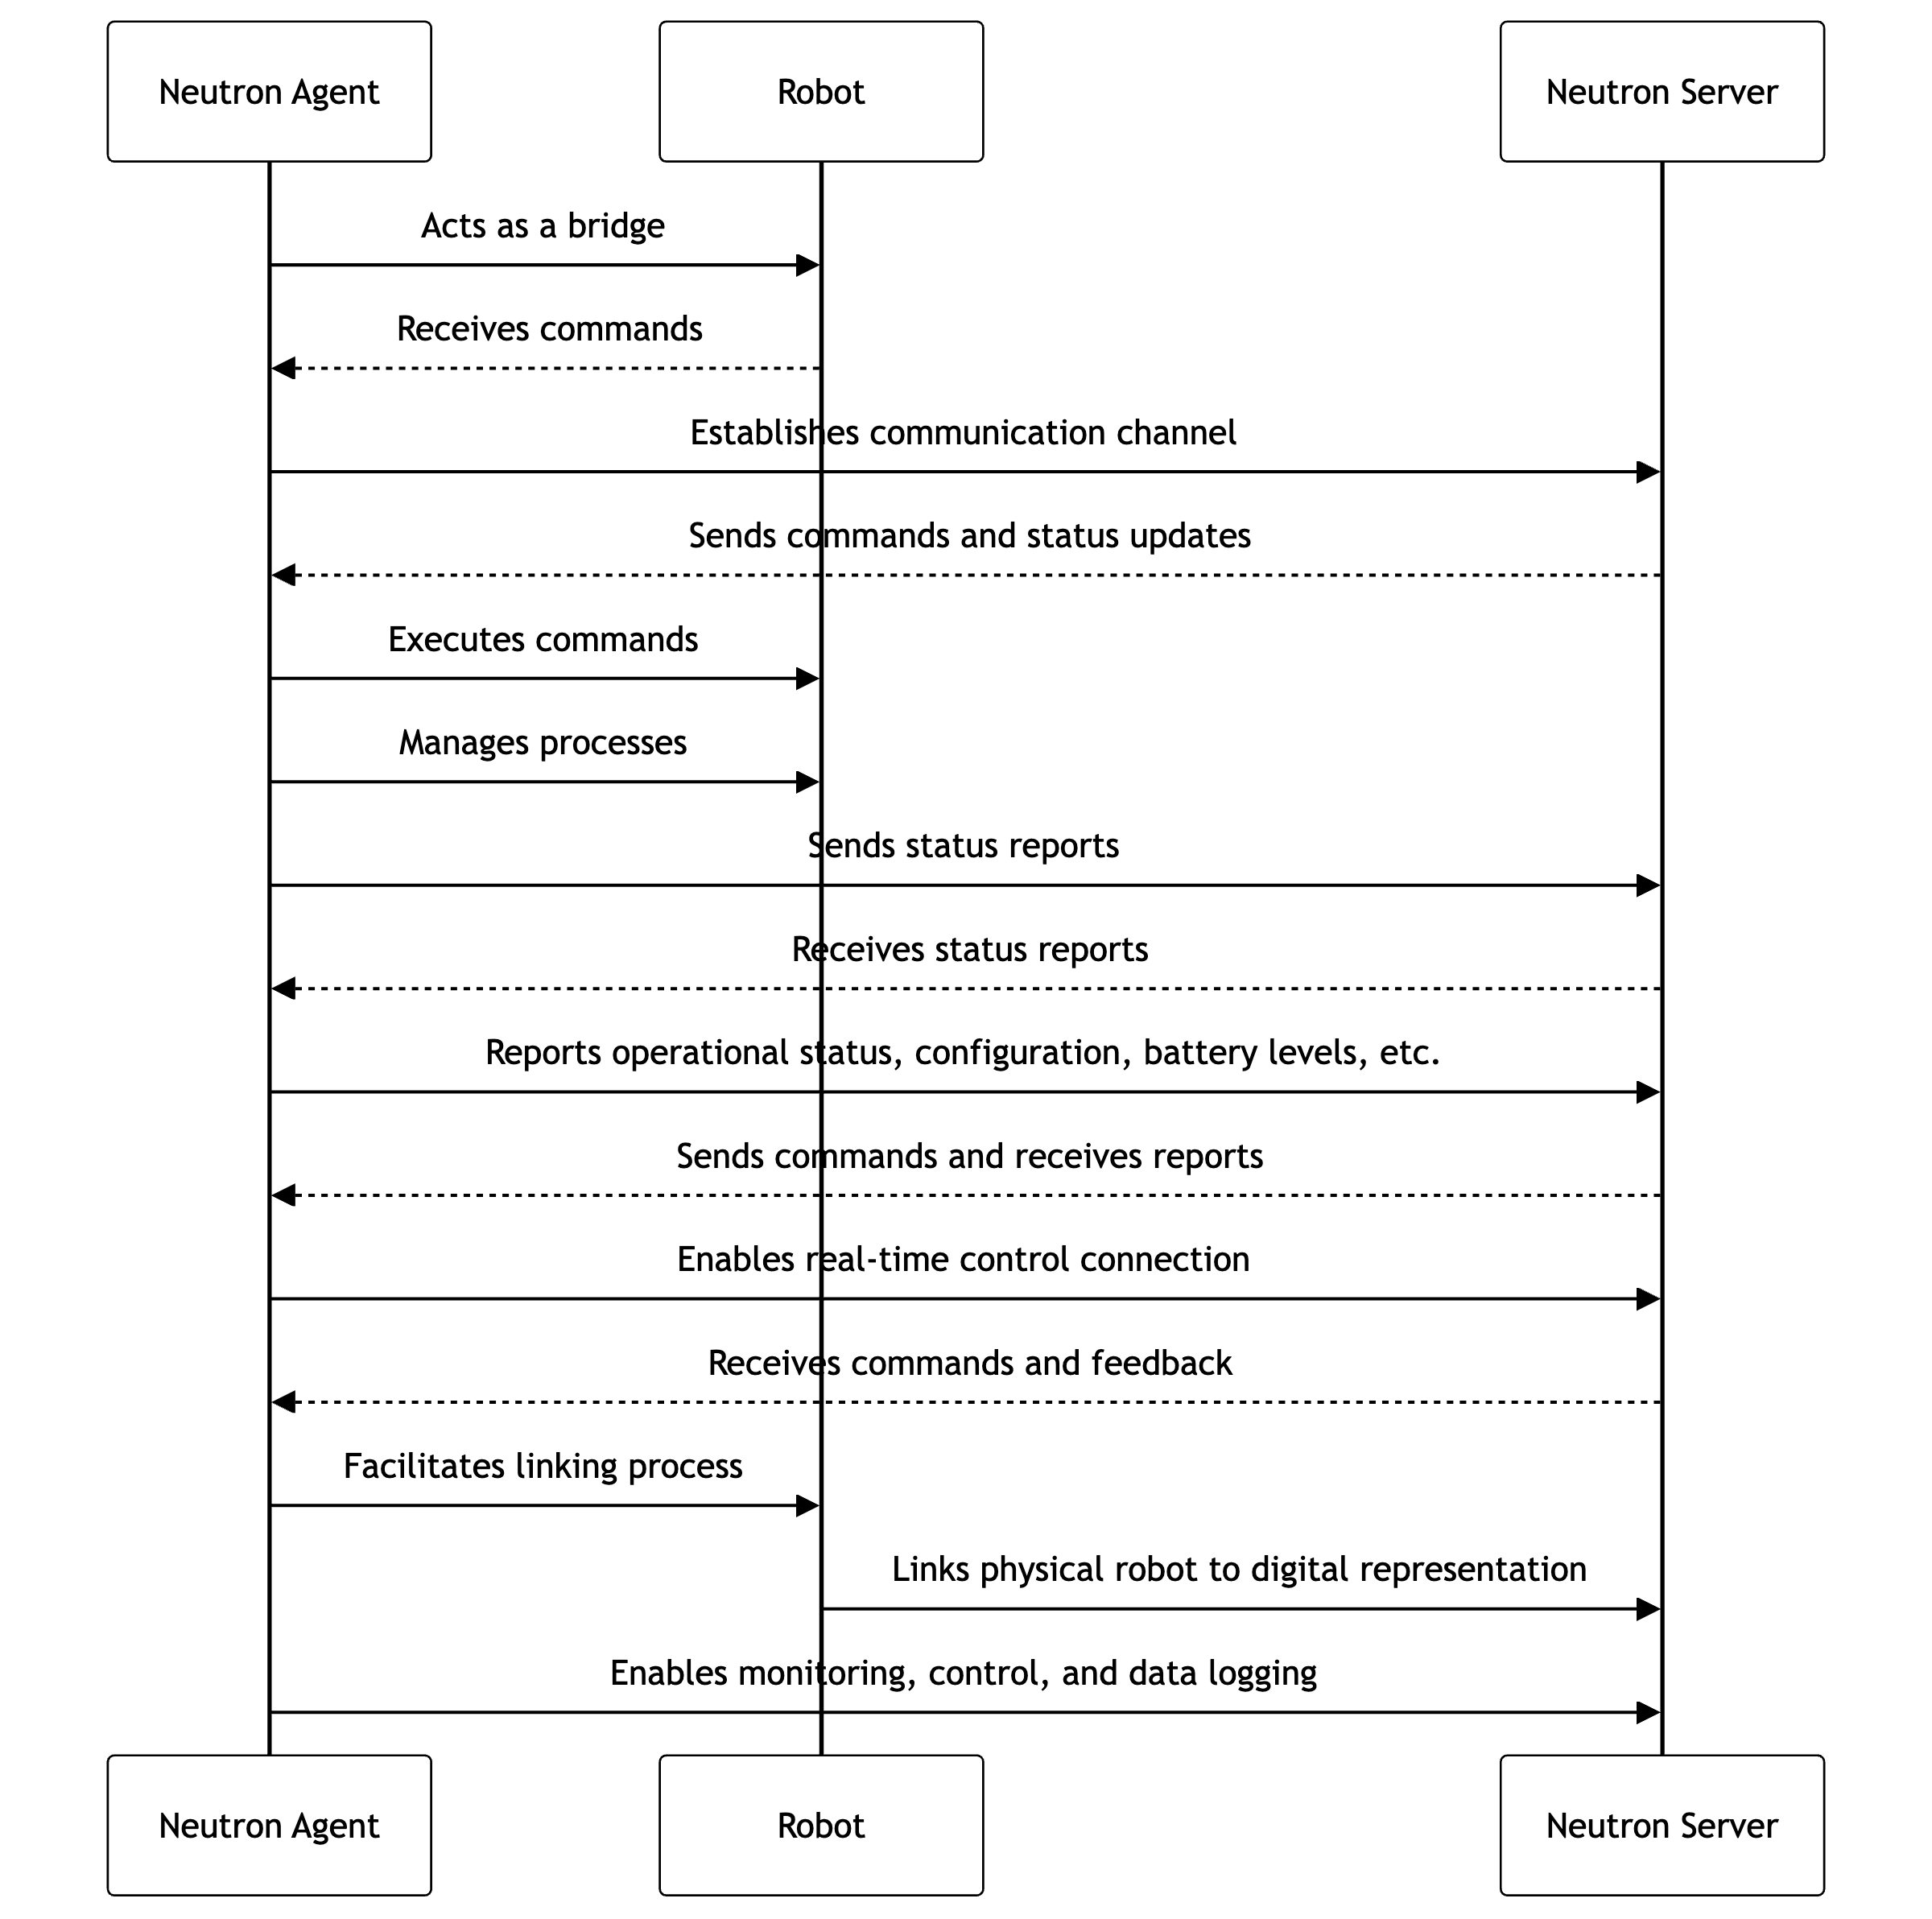 Neutron Agent
Robot
Neutron Server
Acts as a bridge
Receives commands
Establishes communication channel
Sends commands and status updates
Executes commands
Manages processes
Sends status reports
Receives status reports
Reports operational status, configuration, battery levels, etc.
Sends commands and receives reports
Enables real-time control connection
Receives commands and feedback
Facilitates linking process
Links physical robot to digital representation
Enables monitoring, control, and data logging
Neutron Agent
Robot
Neutron Server